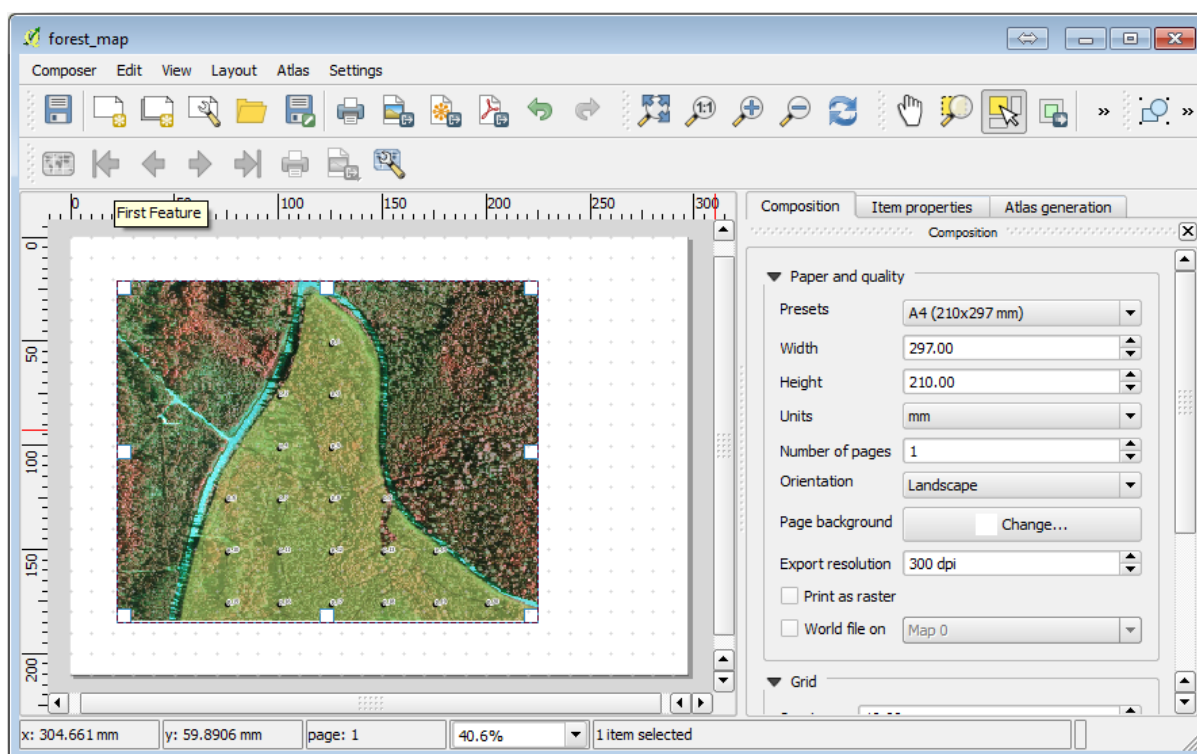 forest_map
Composer Edit View Layout Atlas Settings
1:1
» »
First Feature
0 100 150 200 250 300
0
50
100
150
200
Composition Item properties Atlas generation
Composition
Paper and quality
Presets A4 (210x297 mm)
Width 297.00
Height 210.00
Units mm
Number of pages 1
Orientation Landscape
Page background Change...
Export resolution 300 dpi
Print as raster
World file on Map 0
Grid
x: 304.661 mm y: 59.8906 mm page: 1 40.6% 1 item selected